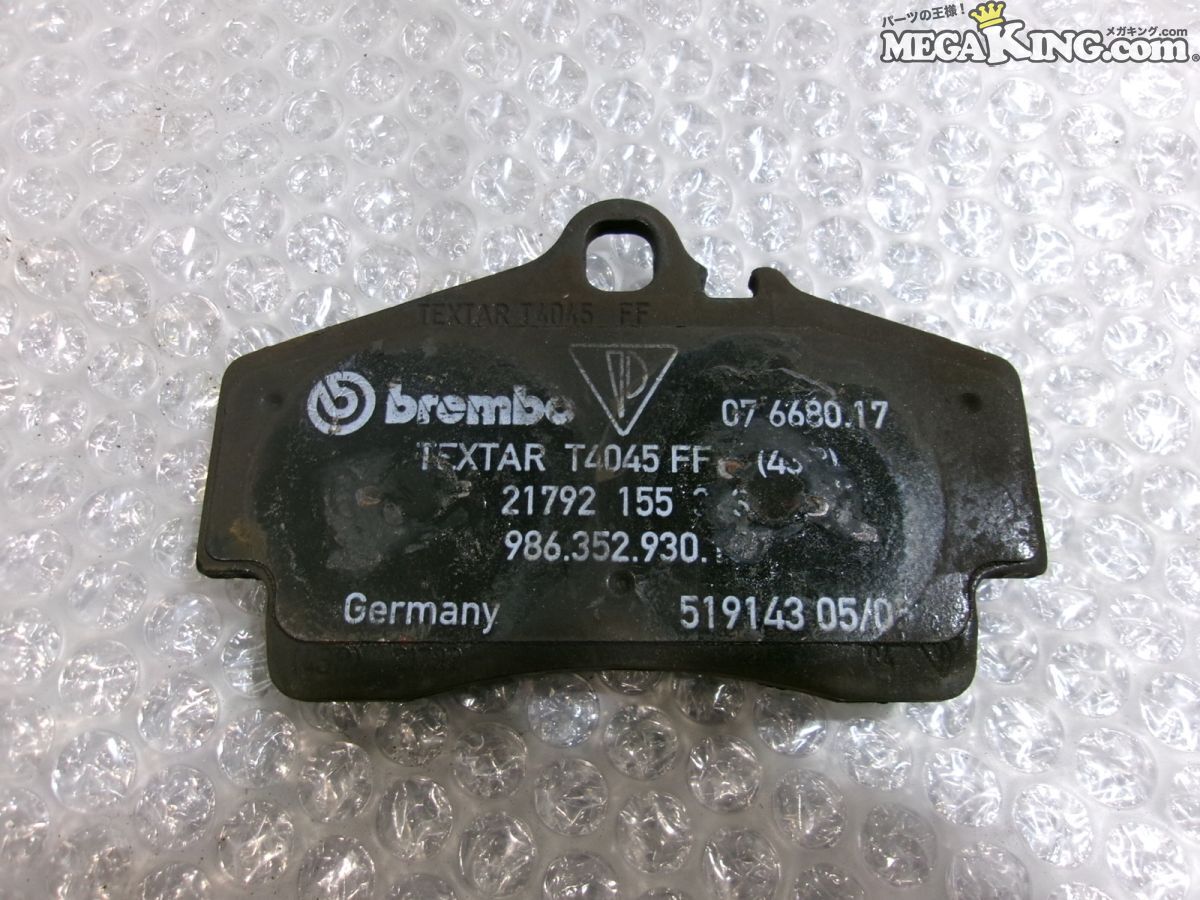 パーツの王様！
メガキング.com
MEGAKING.com®
TEXTAR T4045 FF
brembo
07 6680.17
TEXTAR T4045 FF
21792 155
986.352.930.
Germany
519143 05/0